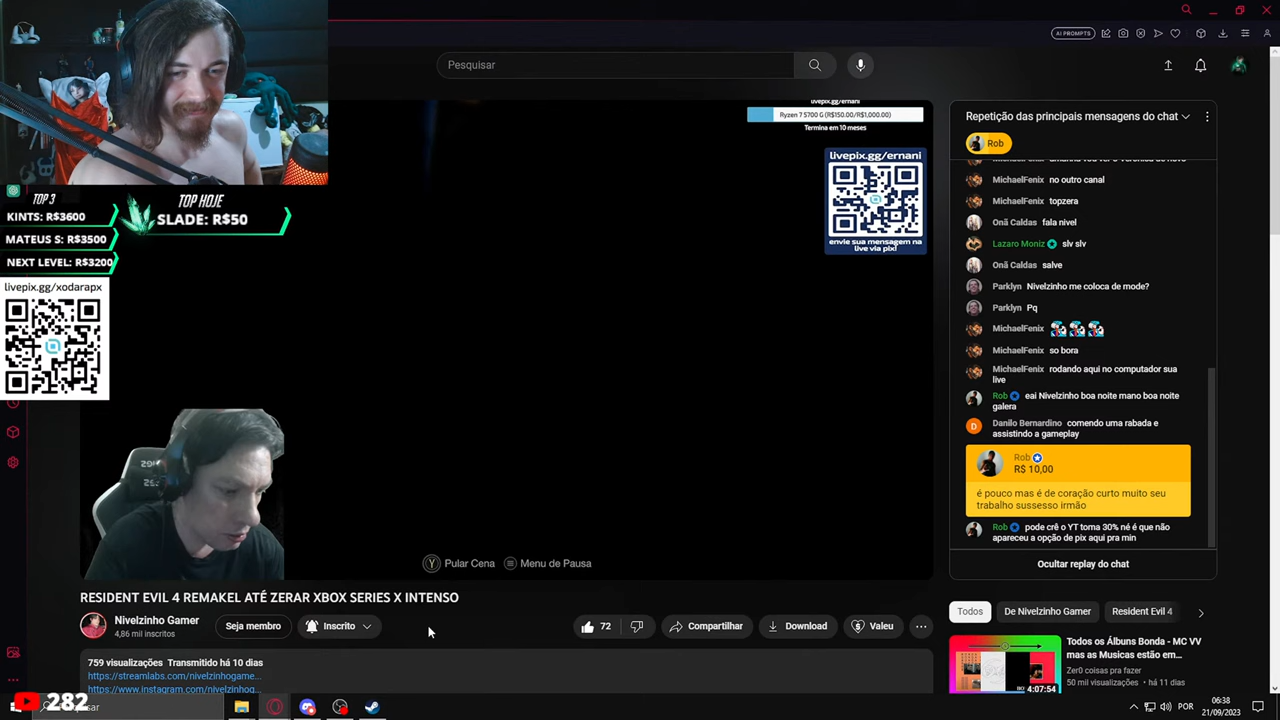 AI PROMPTS
Pesquisar
TOP 3
KINTS: R$3600
MATEUS S: R$3500
NEXT LEVEL: R$3200
TOP HOJE
SLADE: R$50
livepix.gg/xodarapx
livepix.gg/ernani
Ryzen 7 5700 G (R$150.00/R$1,000.00)
Termina em 10 meses
livepix.gg/ernani
envie sua mensagem na
live via pix!
Pular Cena
Menu de Pausa
Repetição das principais mensagens do chat
Rob
MichaelFenix no outro canal
MichaelFenix topzera
Onã Caldas fala nivel
Lazaro Moniz slv slv
Onã Caldas salve
Parklyn Nivelzinho me coloca de mode?
Parklyn Pq
MichaelFenix
MichaelFenix so bora
MichaelFenix rodando aqui no computador sua
live
Rob eai Nivelzinho boa noite mano boa noite
galera
D Danilo Bernardino comendo uma rabada e
assistindo a gameplay
Rob
R$ 10,00
é pouco mas é de coração curto muito seu
trabalho sussesso irmão
Rob pode crê o YT toma 30% né é que não
apareceu a opção de pix aqui pra min
Ocultar replay do chat
RESIDENT EVIL 4 REMAKEL ATÉ ZERAR XBOX SERIES X INTENSO
Nivelzinho Gamer
4,86 mil inscritos
Seja membro
Inscrito
72
Compartilhar
Download
Valeu
759 visualizações Transmitido há 10 dias
https://streamlabs.com/nivelzinhogame...
https://www.instagram.com/nivelzinhog...
Todos
De Nivelzinho Gamer
Resident Evil 4
Todos os Álbuns Bonda - MC VV
mas as Musicas estão em...
Zer0 coisas pra fazer
50 mil visualizações • há 11 dias
4:07:54
282
POR
06:38
21/09/2023